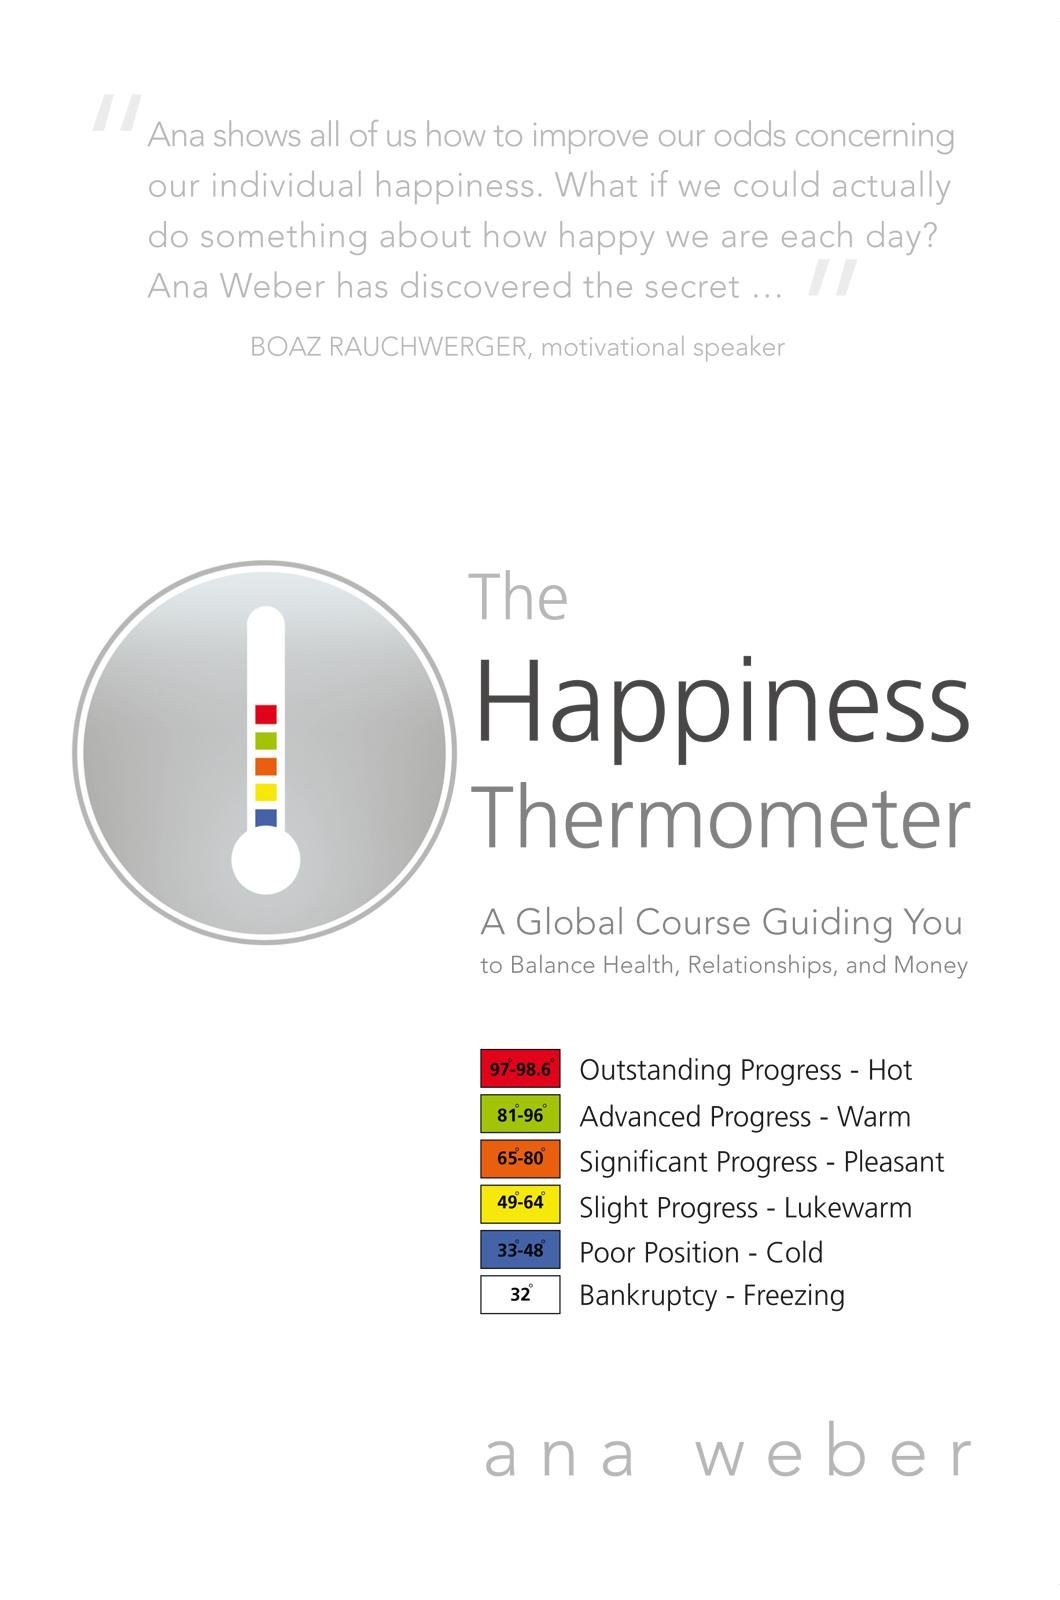 "Ana shows all of us how to improve our odds concerning
our individual happiness. What if we could actually
do something about how happy we are each day?
Ana Weber has discovered the secret ..."
BOAZ RAUCHWERGER, motivational speaker
The
Happiness
Thermometer
A Global Course Guiding You
to Balance Health, Relationships, and Money
97°-98.6° Outstanding Progress - Hot
81°-96° Advanced Progress - Warm
65°-80° Significant Progress - Pleasant
49°-64° Slight Progress - Lukewarm
33°-48° Poor Position - Cold
32° Bankruptcy - Freezing
ana weber